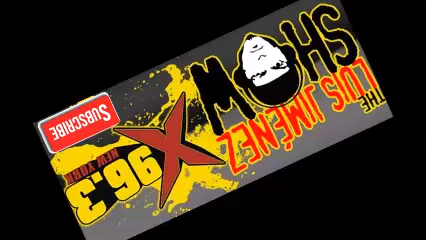 THE
LUIS JIMÉNEZ
SHOW
X
96.3
NEW YORK
SUBSCRIBE